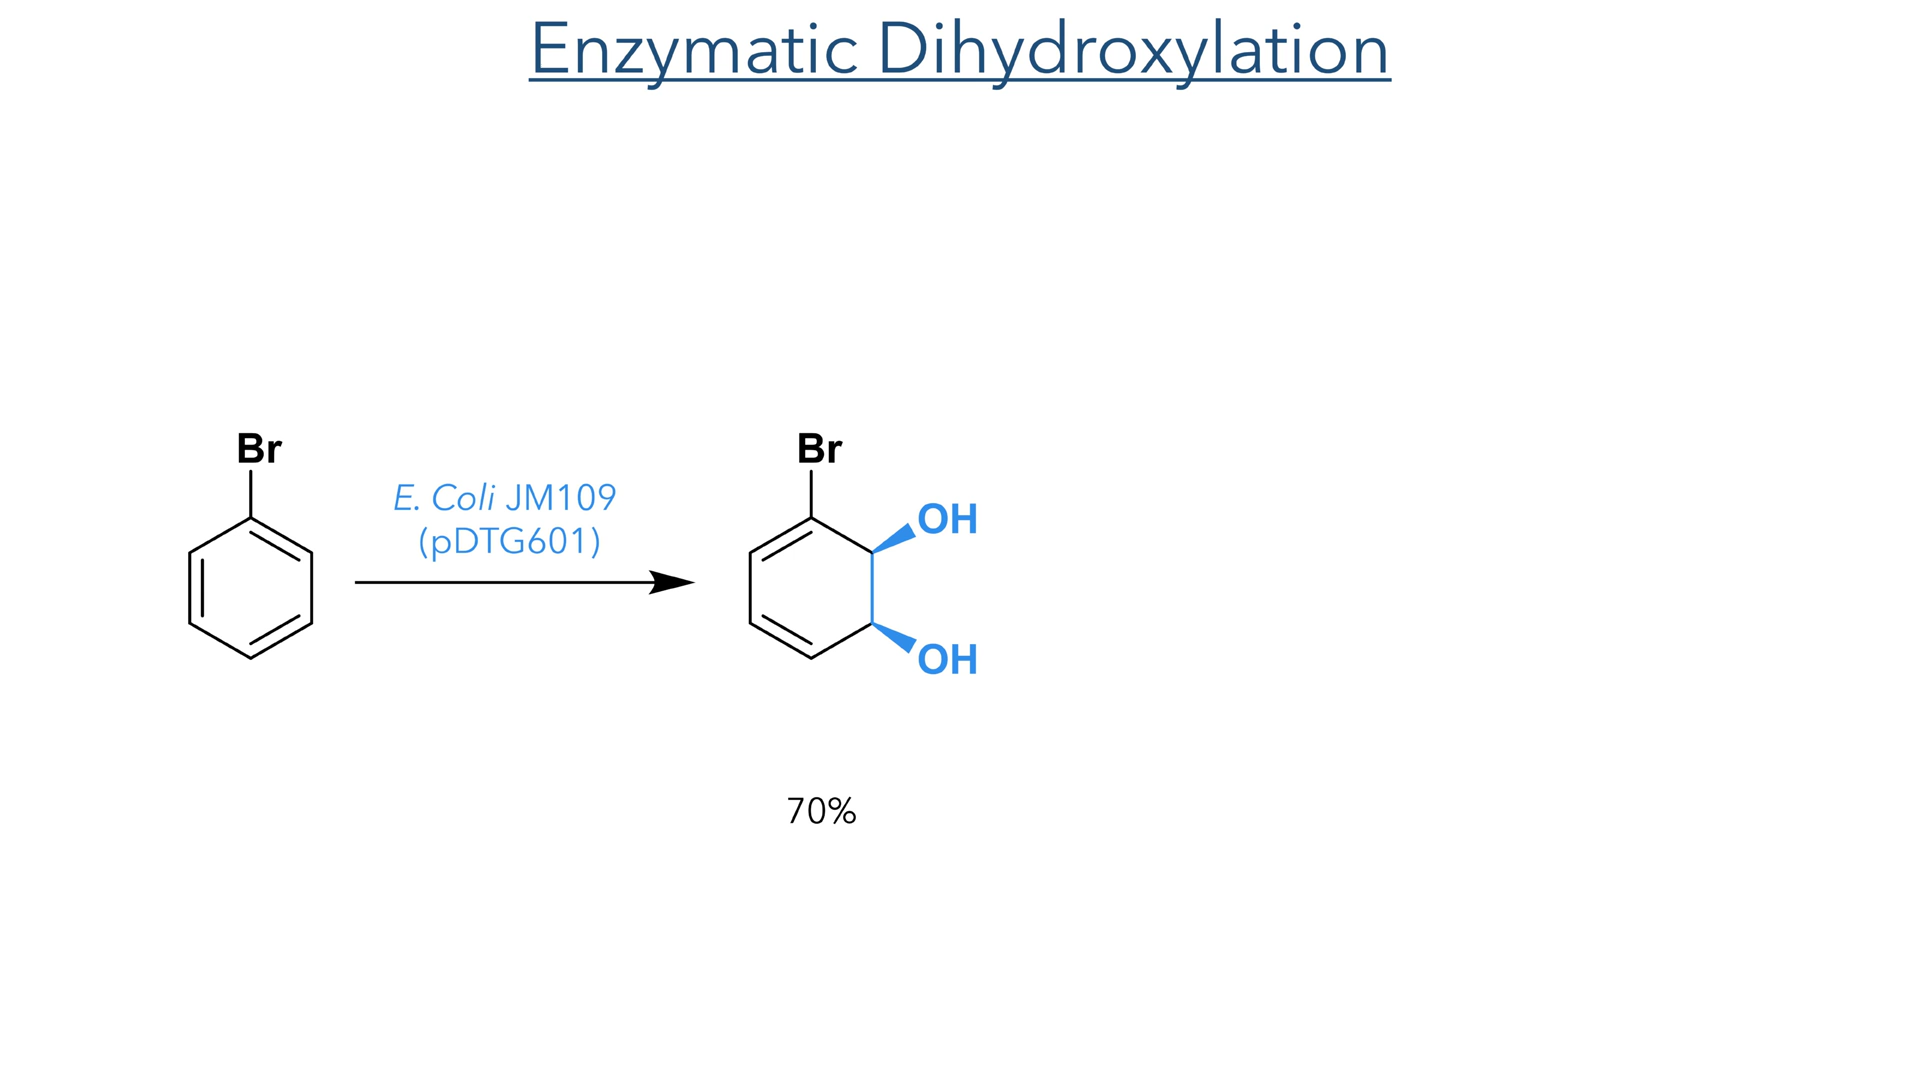 Enzymatic Dihydroxylation
Br
E. Coli JM109
(pDTG601)
Br
OH
OH
70%